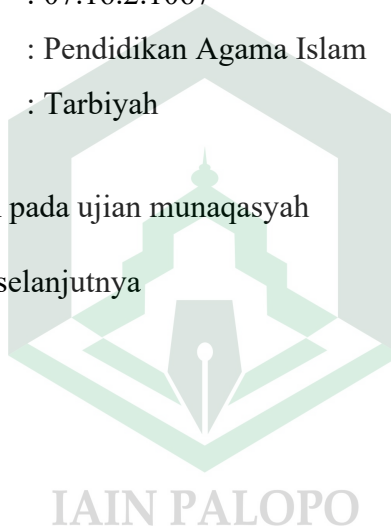 : Pendidikan Agama Islam
: Tarbiyah
pada ujian munaqasyah
selanjutnya
IAIN PALOPO